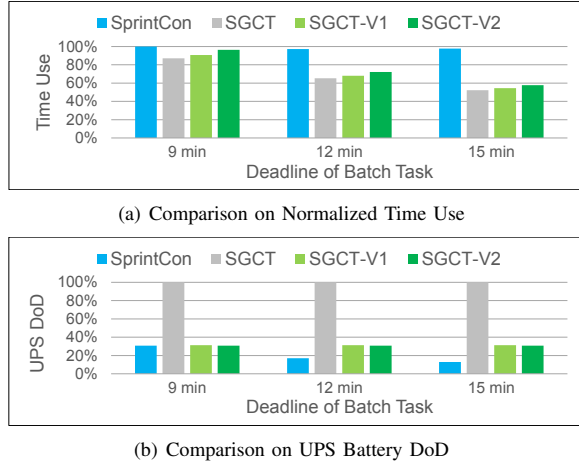 SprintCon SGCT SGCT-V1 SGCT-V2
100%
80%
60%
40%
20%
0%
Time Use
9 min 12 min 15 min
Deadline of Batch Task
(a) Comparison on Normalized Time Use
SprintCon SGCT SGCT-V1 SGCT-V2
100%
80%
60%
40%
20%
0%
UPS DoD
9 min 12 min 15 min
Deadline of Batch Task
(b) Comparison on UPS Battery DoD